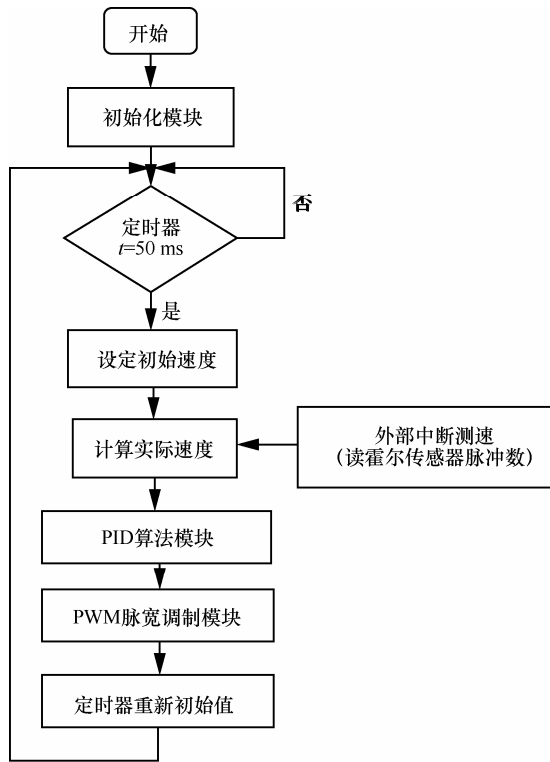 开始
初始化模块
定时器
t=50 ms
否
是
设定初始速度
计算实际速度
外部中断测速
（读霍尔传感器脉冲数）
PID算法模块
PWM脉宽调制模块
定时器重新初始值